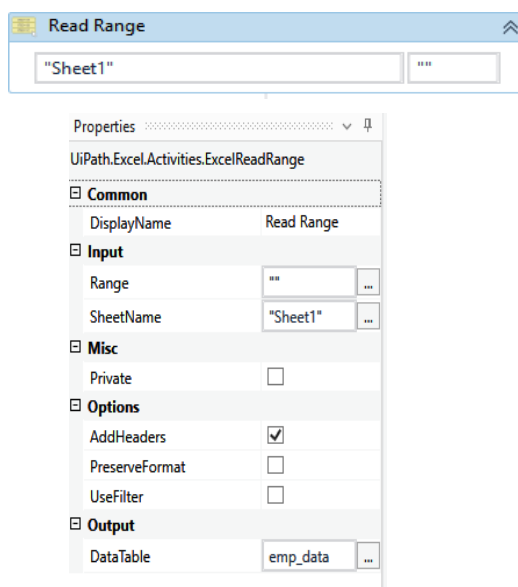 Read Range
"Sheet1" ""
Properties
UiPath.Excel.Activities.ExcelReadRange
Common
DisplayName Read Range
Input
Range "" ...
SheetName "Sheet1" ...
Misc
Private
Options
AddHeaders
PreserveFormat
UseFilter
Output
DataTable emp_data ...